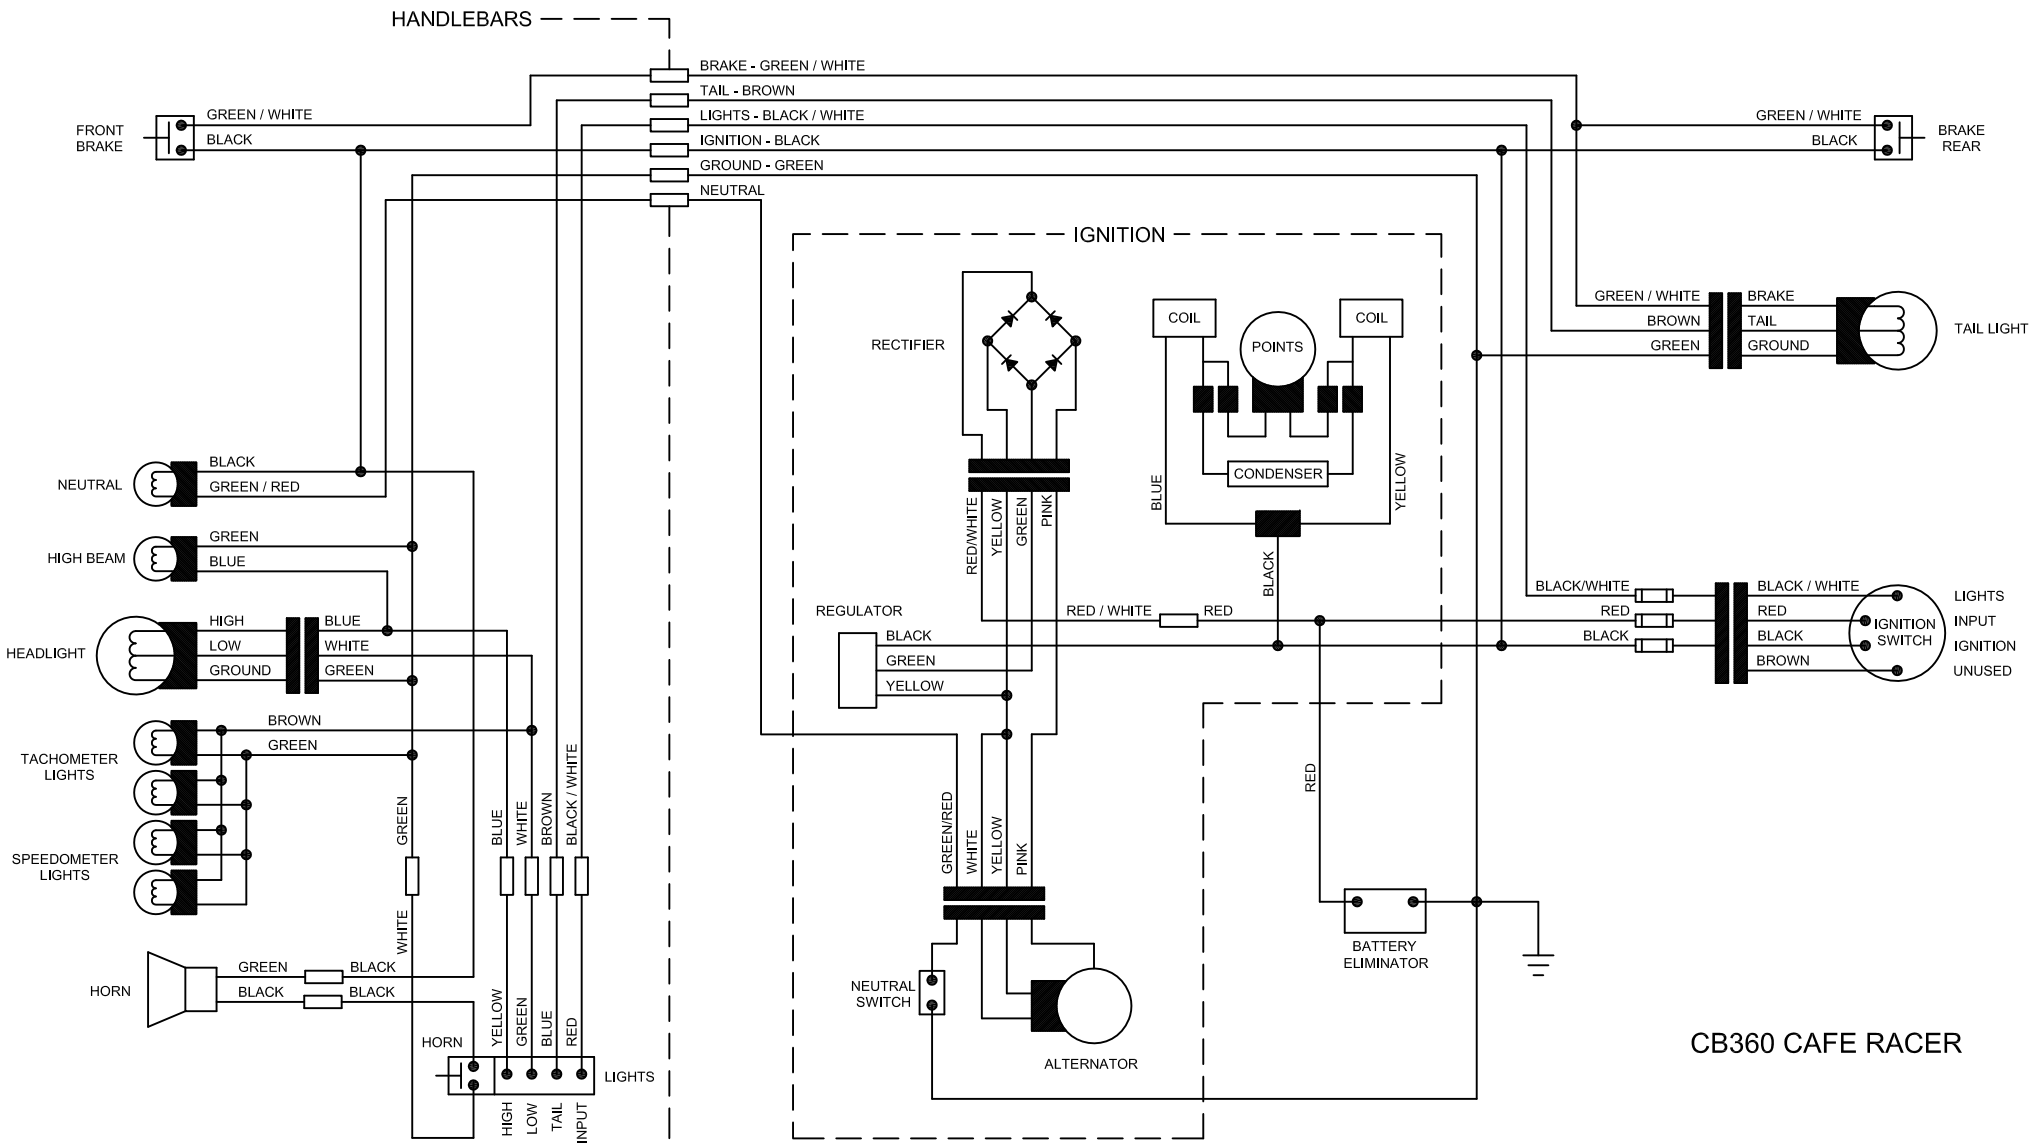 HANDLEBARS
BRAKE - GREEN / WHITE
TAIL - BROWN
LIGHTS - BLACK / WHITE
IGNITION - BLACK
GROUND - GREEN
NEUTRAL
FRONT
BRAKE
GREEN / WHITE
BLACK
GREEN / WHITE
BLACK
BRAKE
REAR
IGNITION
RECTIFIER
COIL
POINTS
COIL
GREEN / WHITE
BROWN
GREEN
BRAKE
TAIL
GROUND
TAIL LIGHT
CONDENSER
BLUE
YELLOW
RED/WHITE
YELLOW
GREEN
PINK
BLACK
NEUTRAL
BLACK
GREEN / RED
HIGH BEAM
GREEN
BLUE
HEADLIGHT
HIGH
LOW
GROUND
BLUE
WHITE
GREEN
REGULATOR
BLACK
GREEN
YELLOW
RED / WHITE
RED
BLACK/WHITE
RED
BLACK
BLACK / WHITE
RED
BLACK
BROWN
IGNITION
SWITCH
LIGHTS
INPUT
IGNITION
UNUSED
TACHOMETER
LIGHTS
BROWN
GREEN
SPEEDOMETER
LIGHTS
GREEN
BLUE
WHITE
BROWN
BLACK / WHITE
RED
GREEN/RED
WHITE
YELLOW
PINK
WHITE
HORN
GREEN
BLACK
BLACK
BLACK
YELLOW
GREEN
BLUE
RED
HORN
LIGHTS
HIGH
LOW
TAIL
INPUT
NEUTRAL
SWITCH
ALTERNATOR
BATTERY
ELIMINATOR
CB360 CAFE RACER